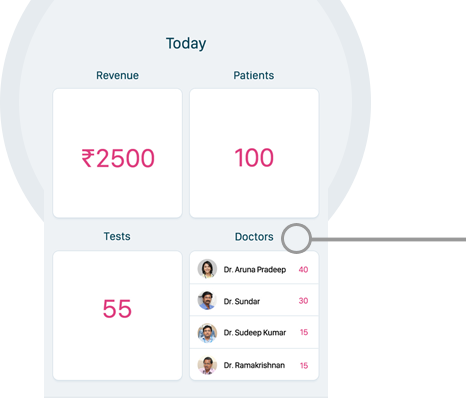 Today
Revenue
Patients
₹2500
100
Tests
Doctors
55
Dr. Aruna Pradeep 40
Dr. Sundar 30
Dr. Sudeep Kumar 15
Dr. Ramakrishnan 15